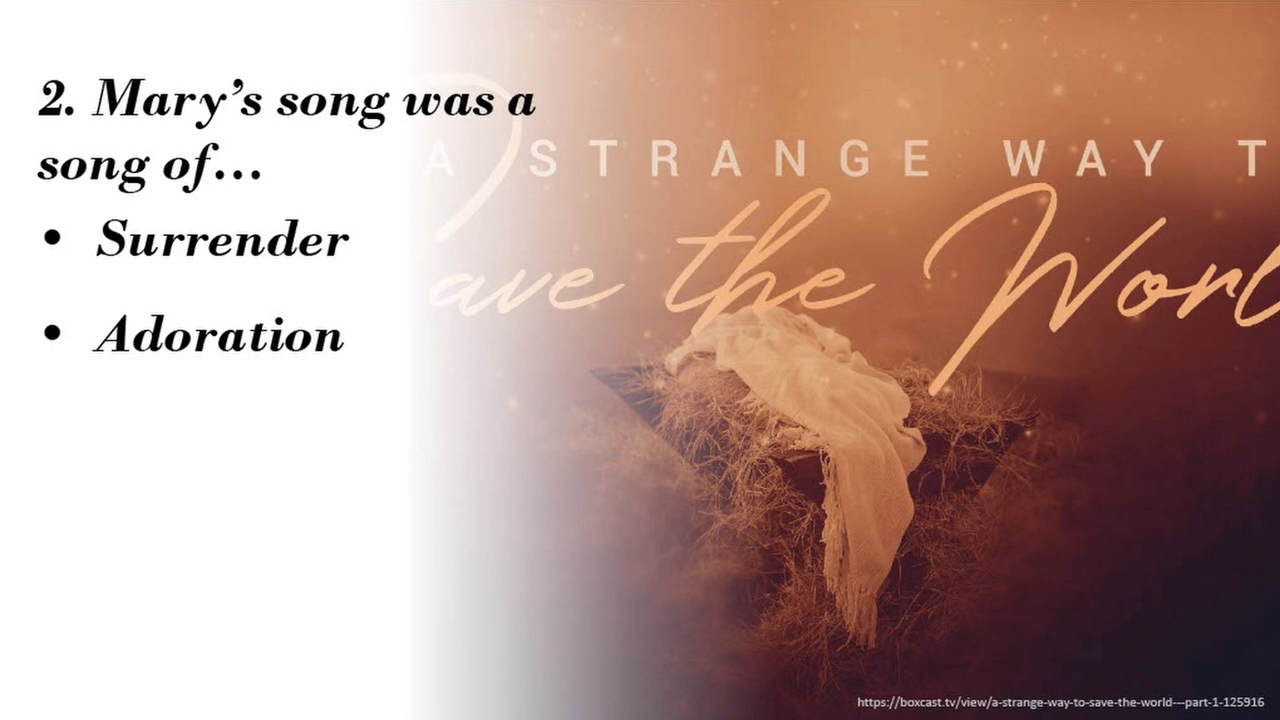 2. Mary’s song was a
song of…
• Surrender
• Adoration
A STRANGE WAY T
ave the Worl
https://boxcast.tv/view/a-strange-way-to-save-the-world---part-1-125916